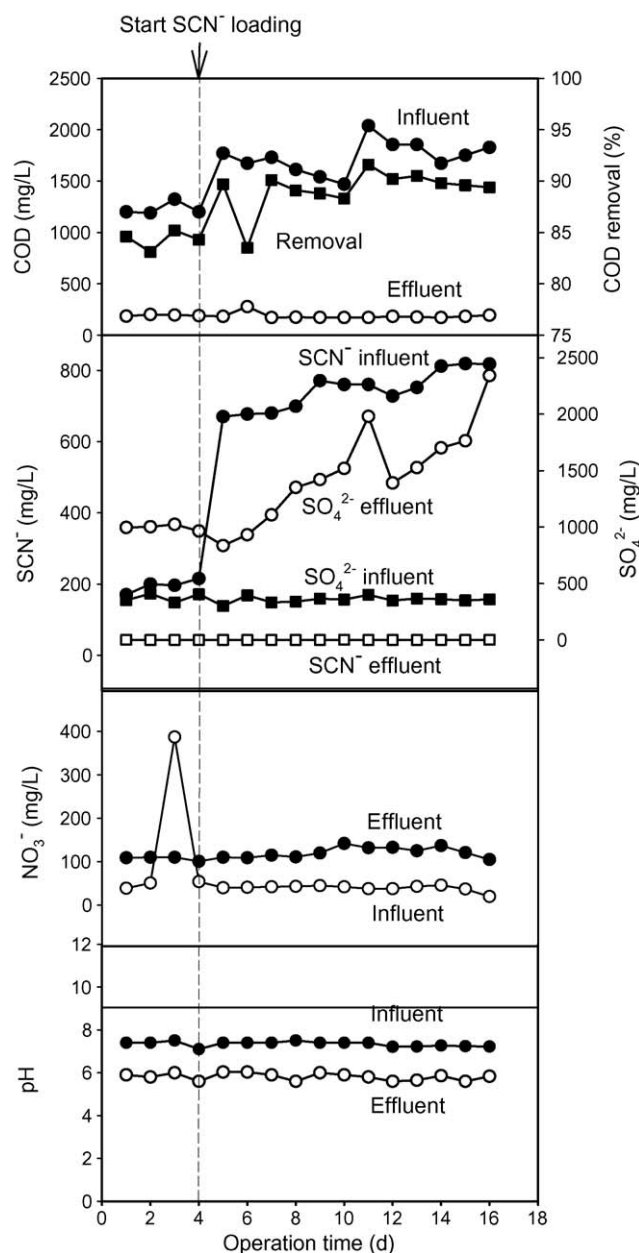 Start SCN⁻ loading
2500
2000
1500
1000
500
0
COD (mg/L)
100
95
90
85
80
75
COD removal (%)
Influent
Removal
Effluent
800
600
400
200
0
SCN⁻ (mg/L)
2500
2000
1500
1000
500
0
SO₄²⁻ (mg/L)
SCN⁻ influent
SO₄²⁻ effluent
SO₄²⁻ influent
SCN⁻ effluent
400
300
200
100
0
NO₃⁻ (mg/L)
Effluent
Influent
12
10
8
6
4
2
0
pH
Influent
Effluent
0 2 4 6 8 10 12 14 16 18
Operation time (d)